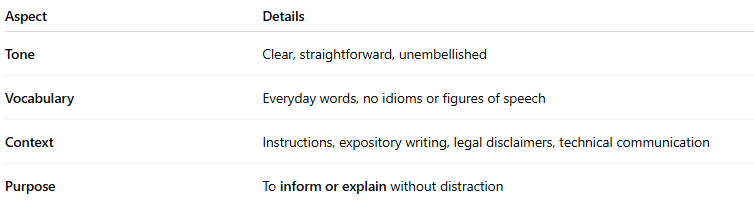 Aspect Details
Tone Clear, straightforward, unembellished
Vocabulary Everyday words, no idioms or figures of speech
Context Instructions, expository writing, legal disclaimers, technical communication
Purpose To inform or explain without distraction